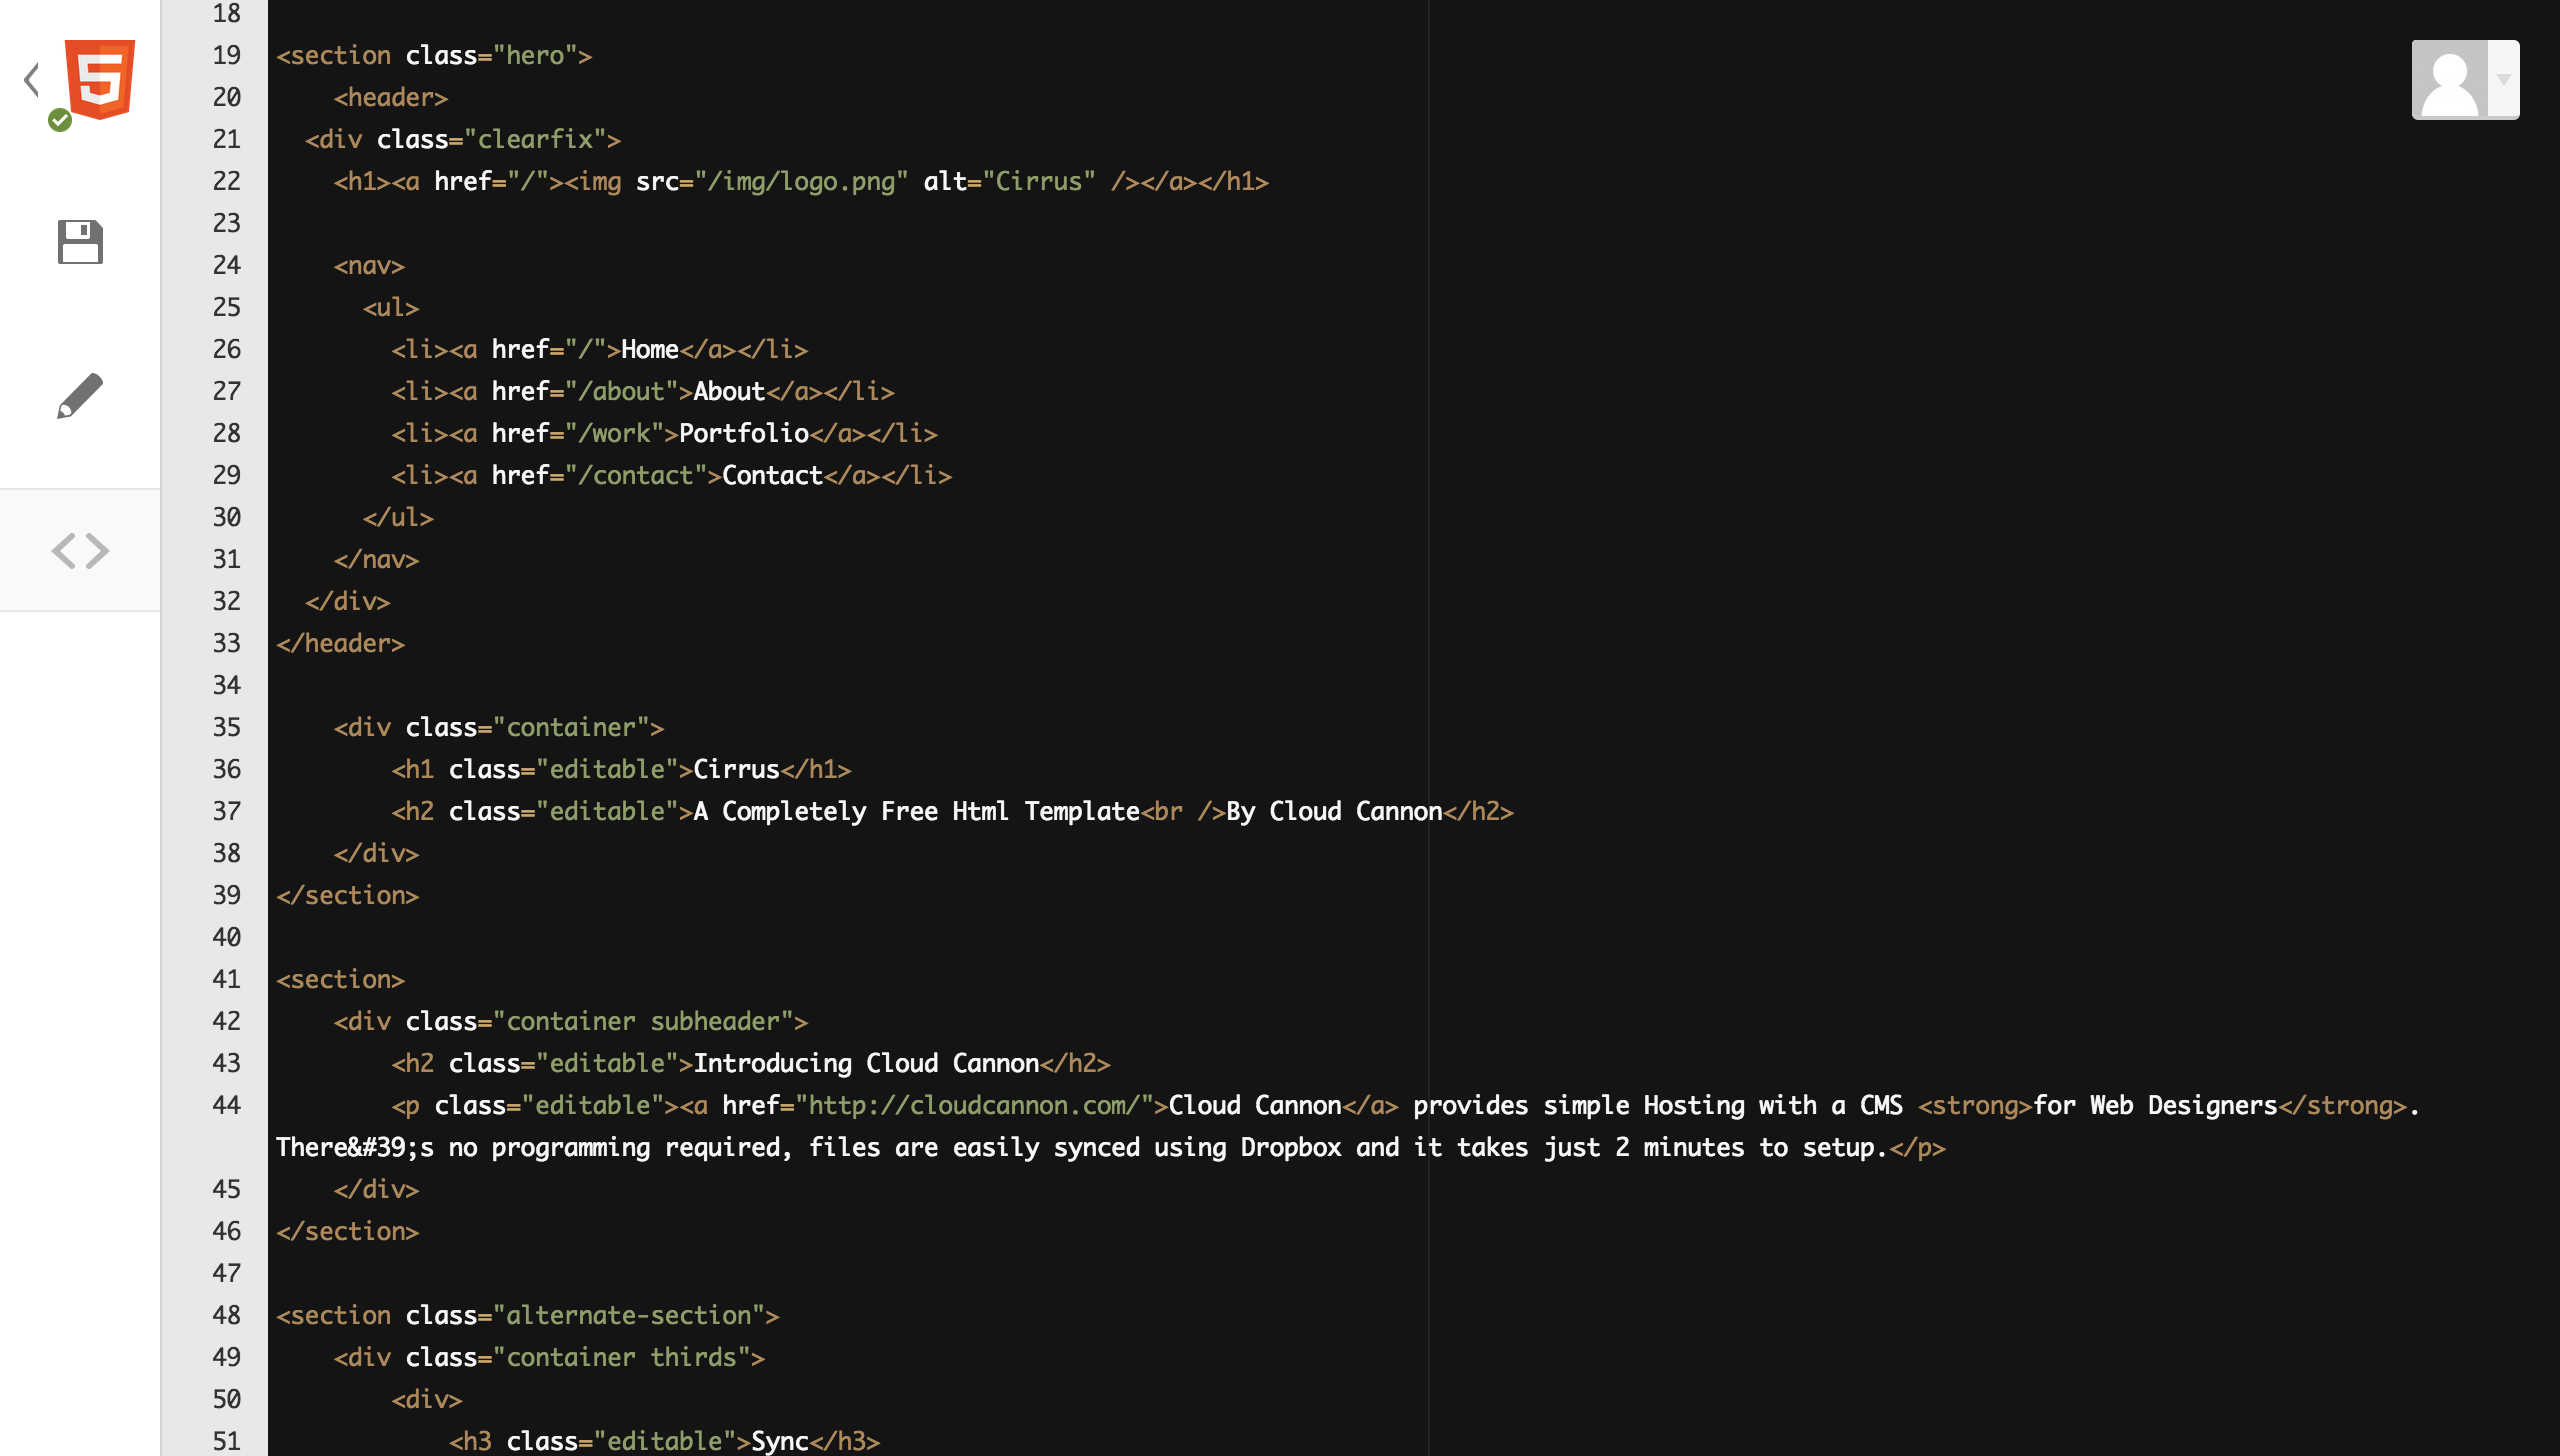 18
19 <section class="hero">
20     <header>
21   <div class="clearfix">
22     <h1><a href="/"><img src="/img/logo.png" alt="Cirrus" /></a></h1>
23
24     <nav>
25       <ul>
26         <li><a href="/">Home</a></li>
27         <li><a href="/about">About</a></li>
28         <li><a href="/work">Portfolio</a></li>
29         <li><a href="/contact">Contact</a></li>
30       </ul>
31     </nav>
32   </div>
33 </header>
34
35     <div class="container">
36         <h1 class="editable">Cirrus</h1>
37         <h2 class="editable">A Completely Free Html Template<br />By Cloud Cannon</h2>
38     </div>
39 </section>
40
41 <section>
42     <div class="container subheader">
43         <h2 class="editable">Introducing Cloud Cannon</h2>
44         <p class="editable"><a href="http://cloudcannon.com/">Cloud Cannon</a> provides simple Hosting with a CMS <strong>for Web Designers</strong>.
There&#39;s no programming required, files are easily synced using Dropbox and it takes just 2 minutes to setup.</p>
45     </div>
46 </section>
47
48 <section class="alternate-section">
49     <div class="container thirds">
50         <div>
51             <h3 class="editable">Sync</h3>